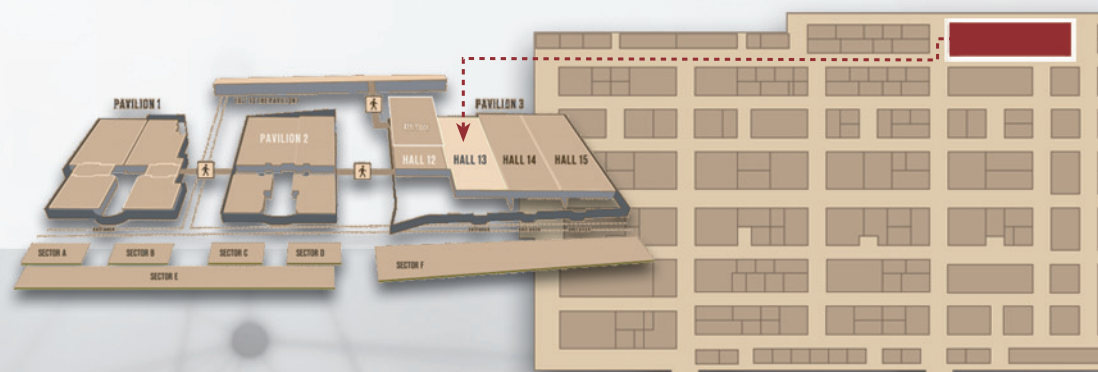 PAVILION 1
PAVILION 2
PAVILION 3
HALL 12
HALL 13
HALL 14
HALL 15
SECTOR A
SECTOR B
SECTOR C
SECTOR D
SECTOR E
SECTOR F